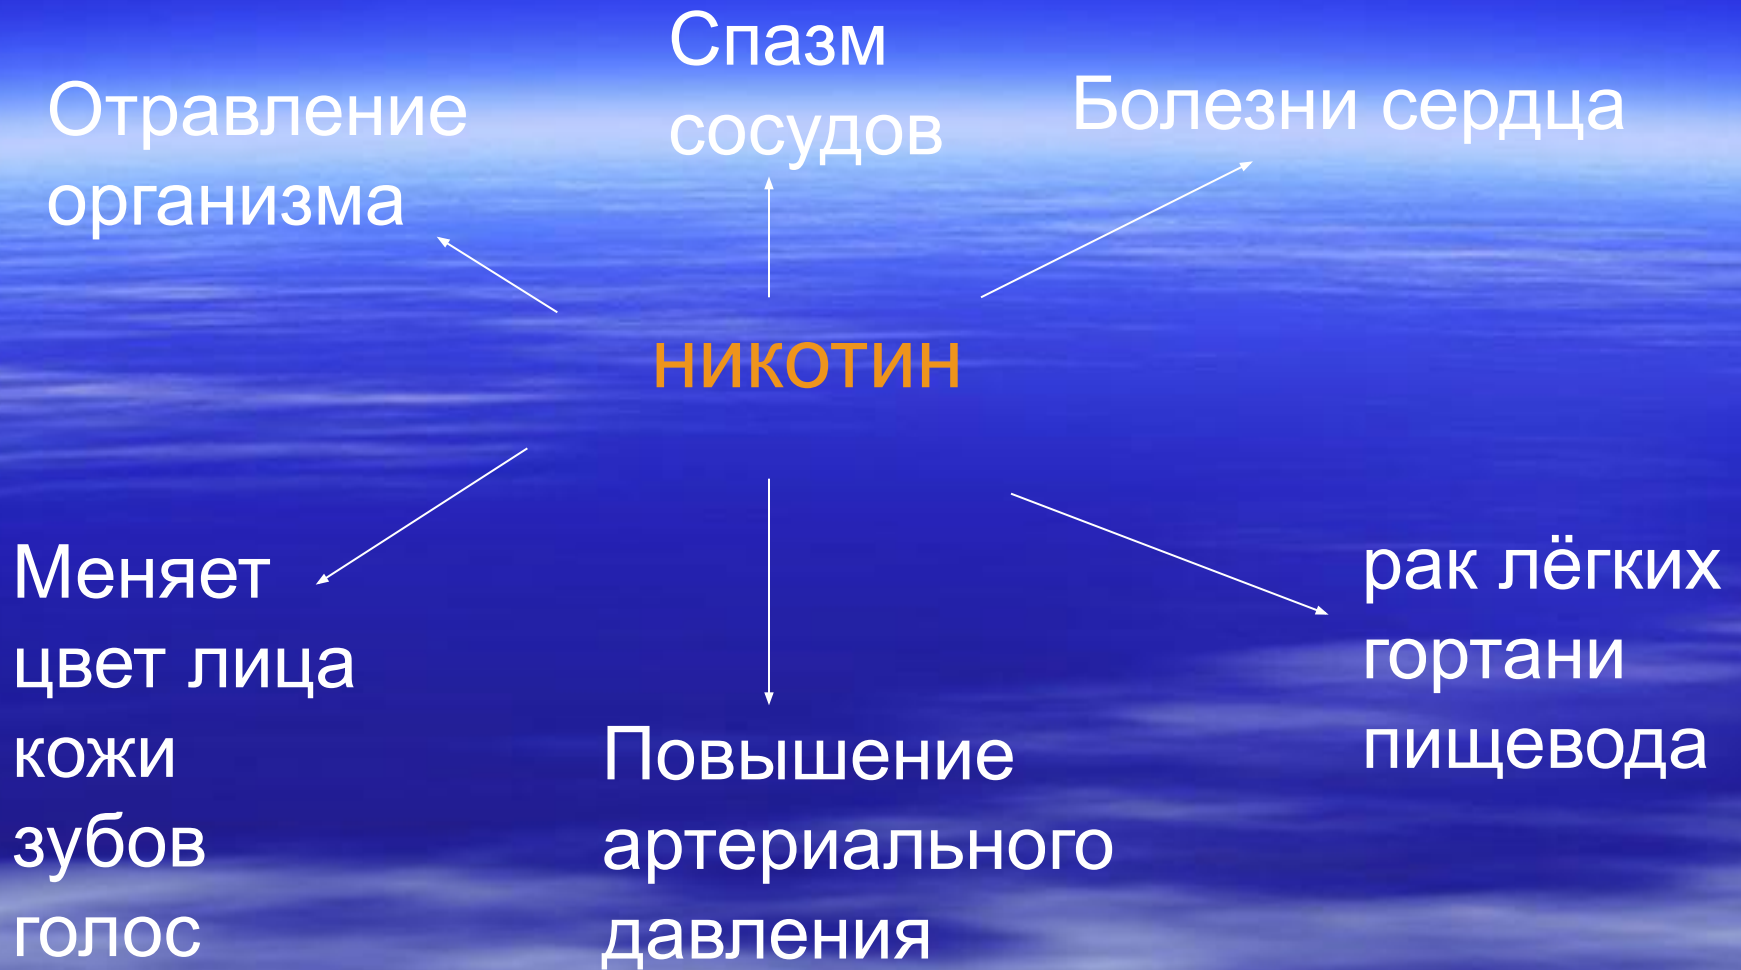 Спазм
сосудов
Отравление
организма
Болезни сердца
никотин
Меняет
цвет лица
кожи
зубов
голос
Повышение
артериального
давления
рак лёгких
гортани
пищевода